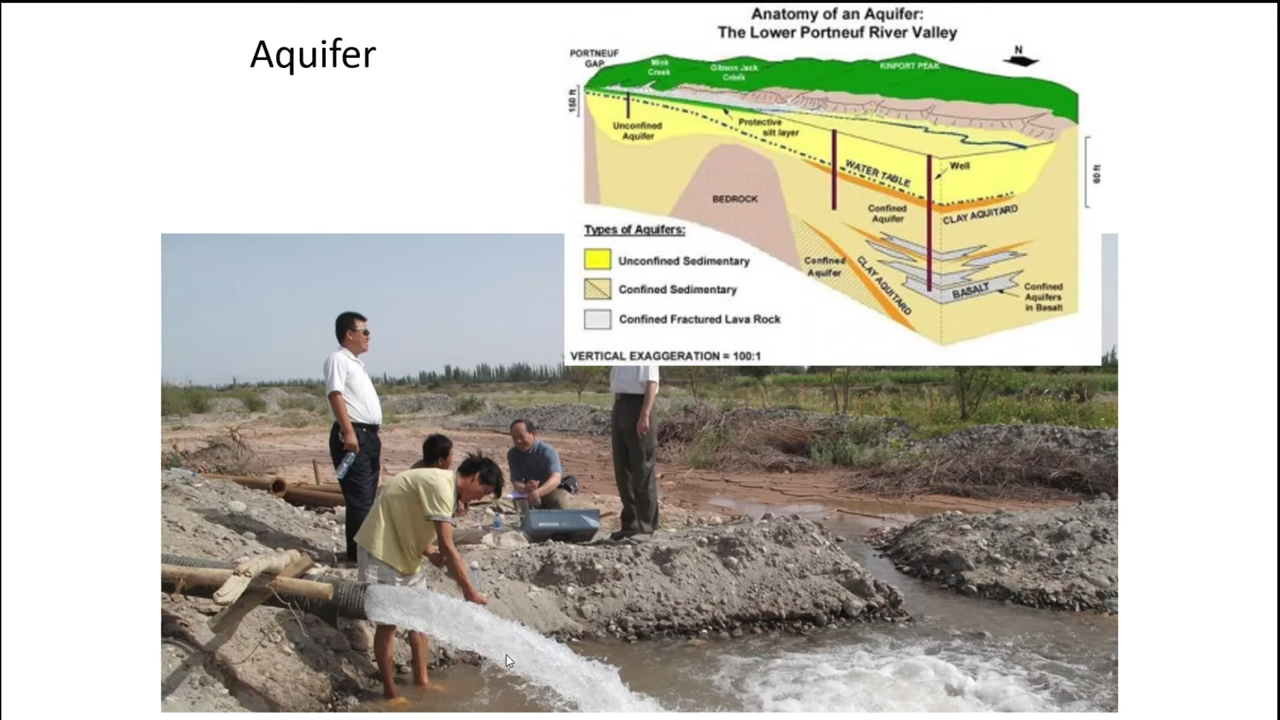 Aquifer
Anatomy of an Aquifer:
The Lower Portneuf River Valley
PORTNEUF
GAP
Mink
Creek
Gibson Jack
Creek
KINPORT PEAK
N
150 ft
Unconfined
Aquifer
Protective
silt layer
WATER TABLE
Well
60 ft
BEDROCK
Confined
Aquifer
CLAY AQUITARD
Types of Aquifers:
Unconfined Sedimentary
Confined
Aquifer
CLAY AQUITARD
BASALT
Confined
Aquifers
in Basalt
Confined Sedimentary
Confined Fractured Lava Rock
VERTICAL EXAGGERATION = 100:1